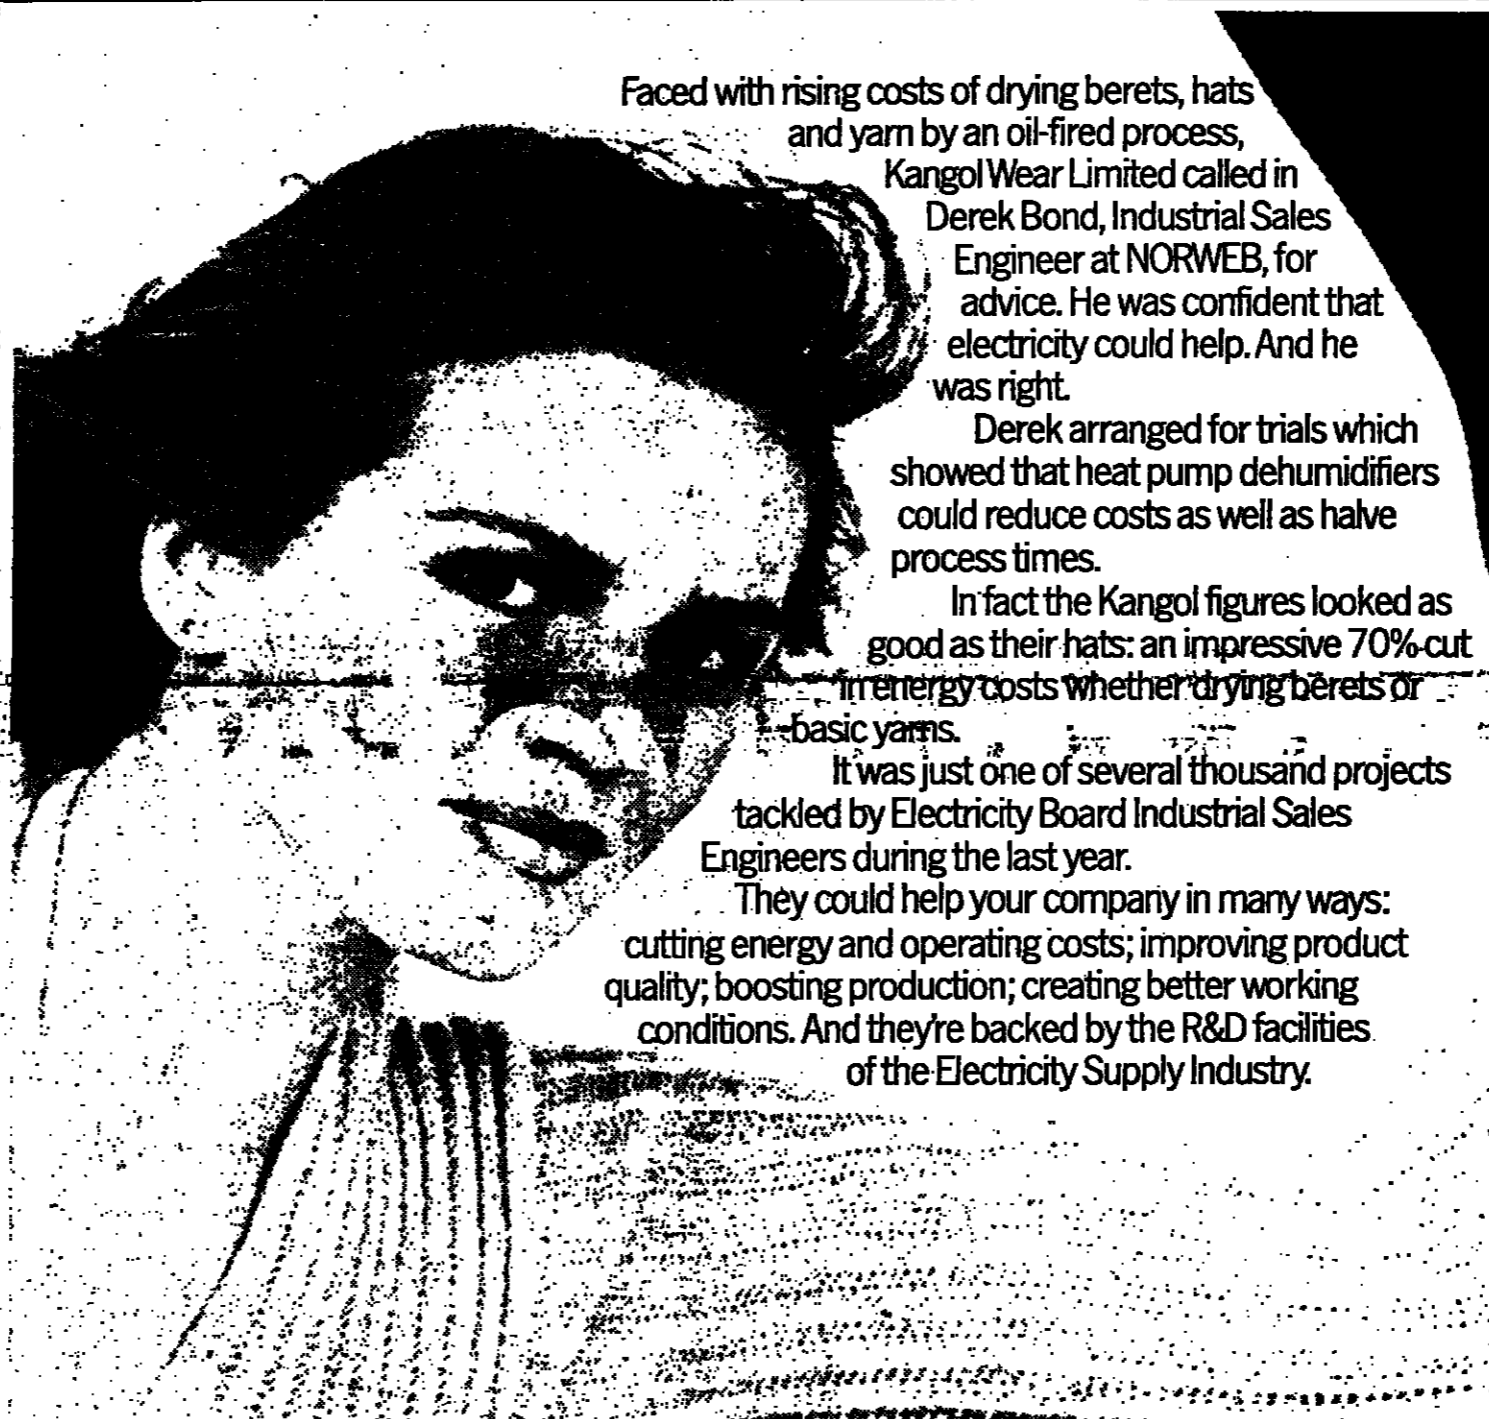 Faced with rising costs of drying berets, hats
and yarn by an oil-fired process,
Kangol Wear Limited called in
Derek Bond, Industrial Sales
Engineer at NORWEB, for
advice. He was confident that
electricity could help. And he
was right.
Derek arranged for trials which
showed that heat pump dehumidifiers
could reduce costs as well as halve
process times.
In fact the Kangol figures looked as
good as their hats: an impressive 70% cut
in energy costs whether drying berets or
basic yarns.
It was just one of several thousand projects
tackled by Electricity Board Industrial Sales
Engineers during the last year.
They could help your company in many ways:
cutting energy and operating costs; improving product
quality; boosting production; creating better working
conditions. And they're backed by the R&D facilities
of the Electricity Supply Industry.